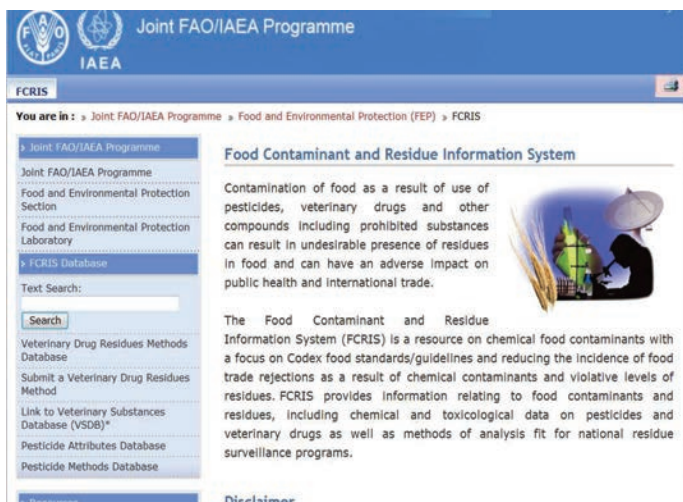 Joint FAO/IAEA Programme
FAO
FIAT PANIS
IAEA
FCRIS
You are in : » Joint FAO/IAEA Programme » Food and Environmental Protection (FEP) » FCRIS
» Joint FAO/IAEA Programme
Joint FAO/IAEA Programme
Food and Environmental Protection
Section
Food and Environmental Protection
Laboratory
» FCRIS Database
Text Search:
Search
Veterinary Drug Residues Methods
Database
Submit a Veterinary Drug Residues
Method
Link to Veterinary Substances
Database (VSDB)*
Pesticide Attributes Database
Pesticide Methods Database
Food Contaminant and Residue Information System
Contamination of food as a result of use of
pesticides, veterinary drugs and other
compounds including prohibited substances
can result in undesirable presence of residues
in food and can have an adverse impact on
public health and international trade.
The Food Contaminant and Residue
Information System (FCRIS) is a resource on chemical food contaminants with
a focus on Codex food standards/guidelines and reducing the incidence of food
trade rejections as a result of chemical contaminants and violative levels of
residues. FCRIS provides information relating to food contaminants and
residues, including chemical and toxicological data on pesticides and
veterinary drugs as well as methods of analysis fit for national residue
surveillance programs.
Disclaimer